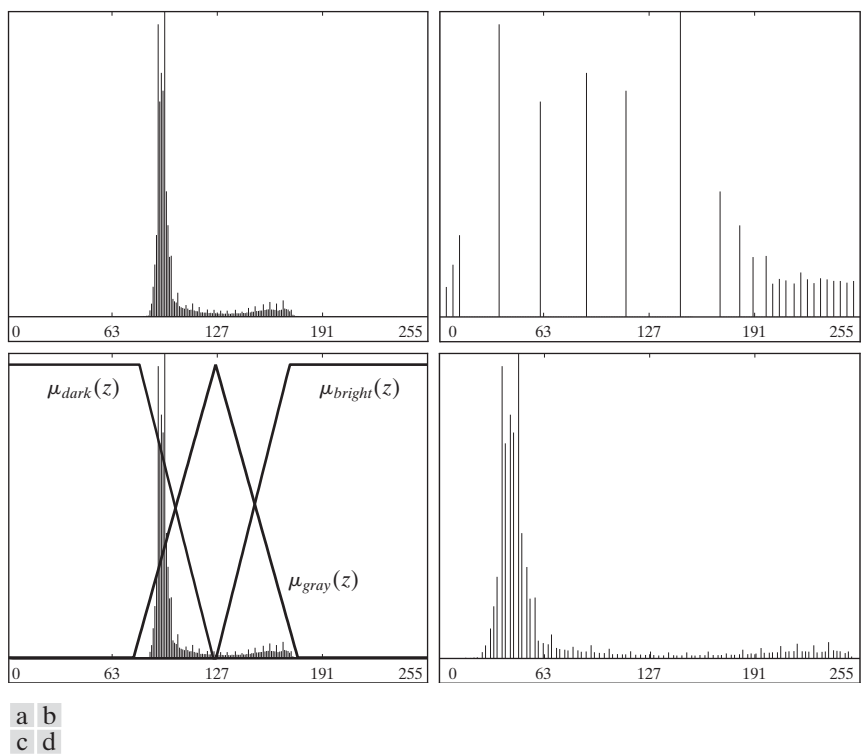 0 63 127 191 255
0 63 127 191 255
μdark(z)
μbright(z)
μgray(z)
0 63 127 191 255
0 63 127 191 255
a b
c d